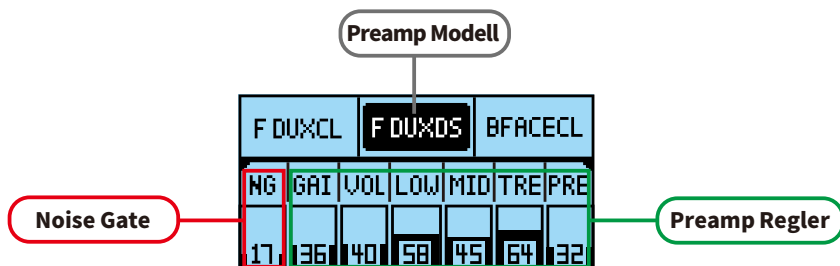 Preamp Modell
F DUXCL F DUXDS BFACECL
NG GAI VOL LOW MID TRE PRE
Noise Gate
Preamp Regler
17 36 40 58 45 64 32